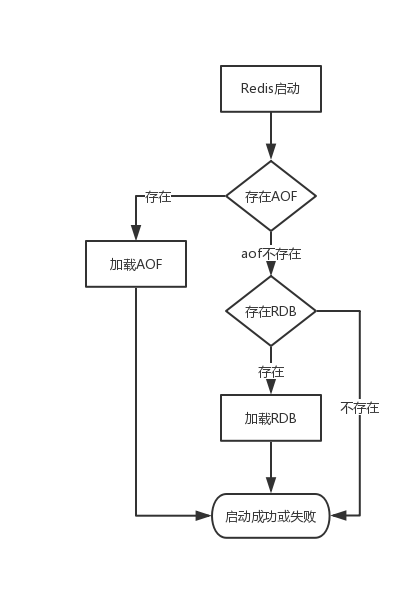 Redis启动
存在AOF
存在
aof不存在
加载AOF
存在RDB
存在
不存在
加载RDB
启动成功或失败